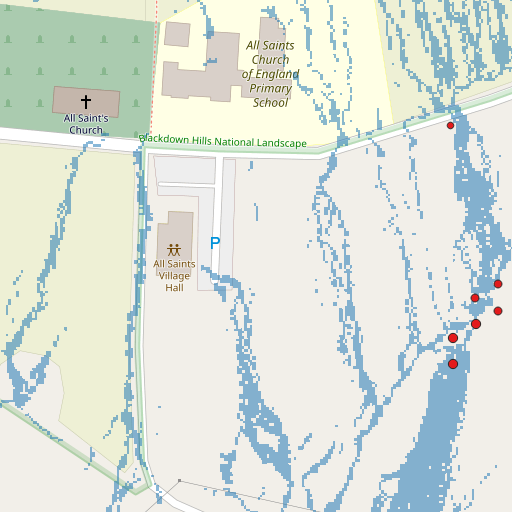 All Saints
Church
of England
Primary
School
All Saint's
Church
Blackdown Hills National Landscape
P
All Saints
Village
Hall